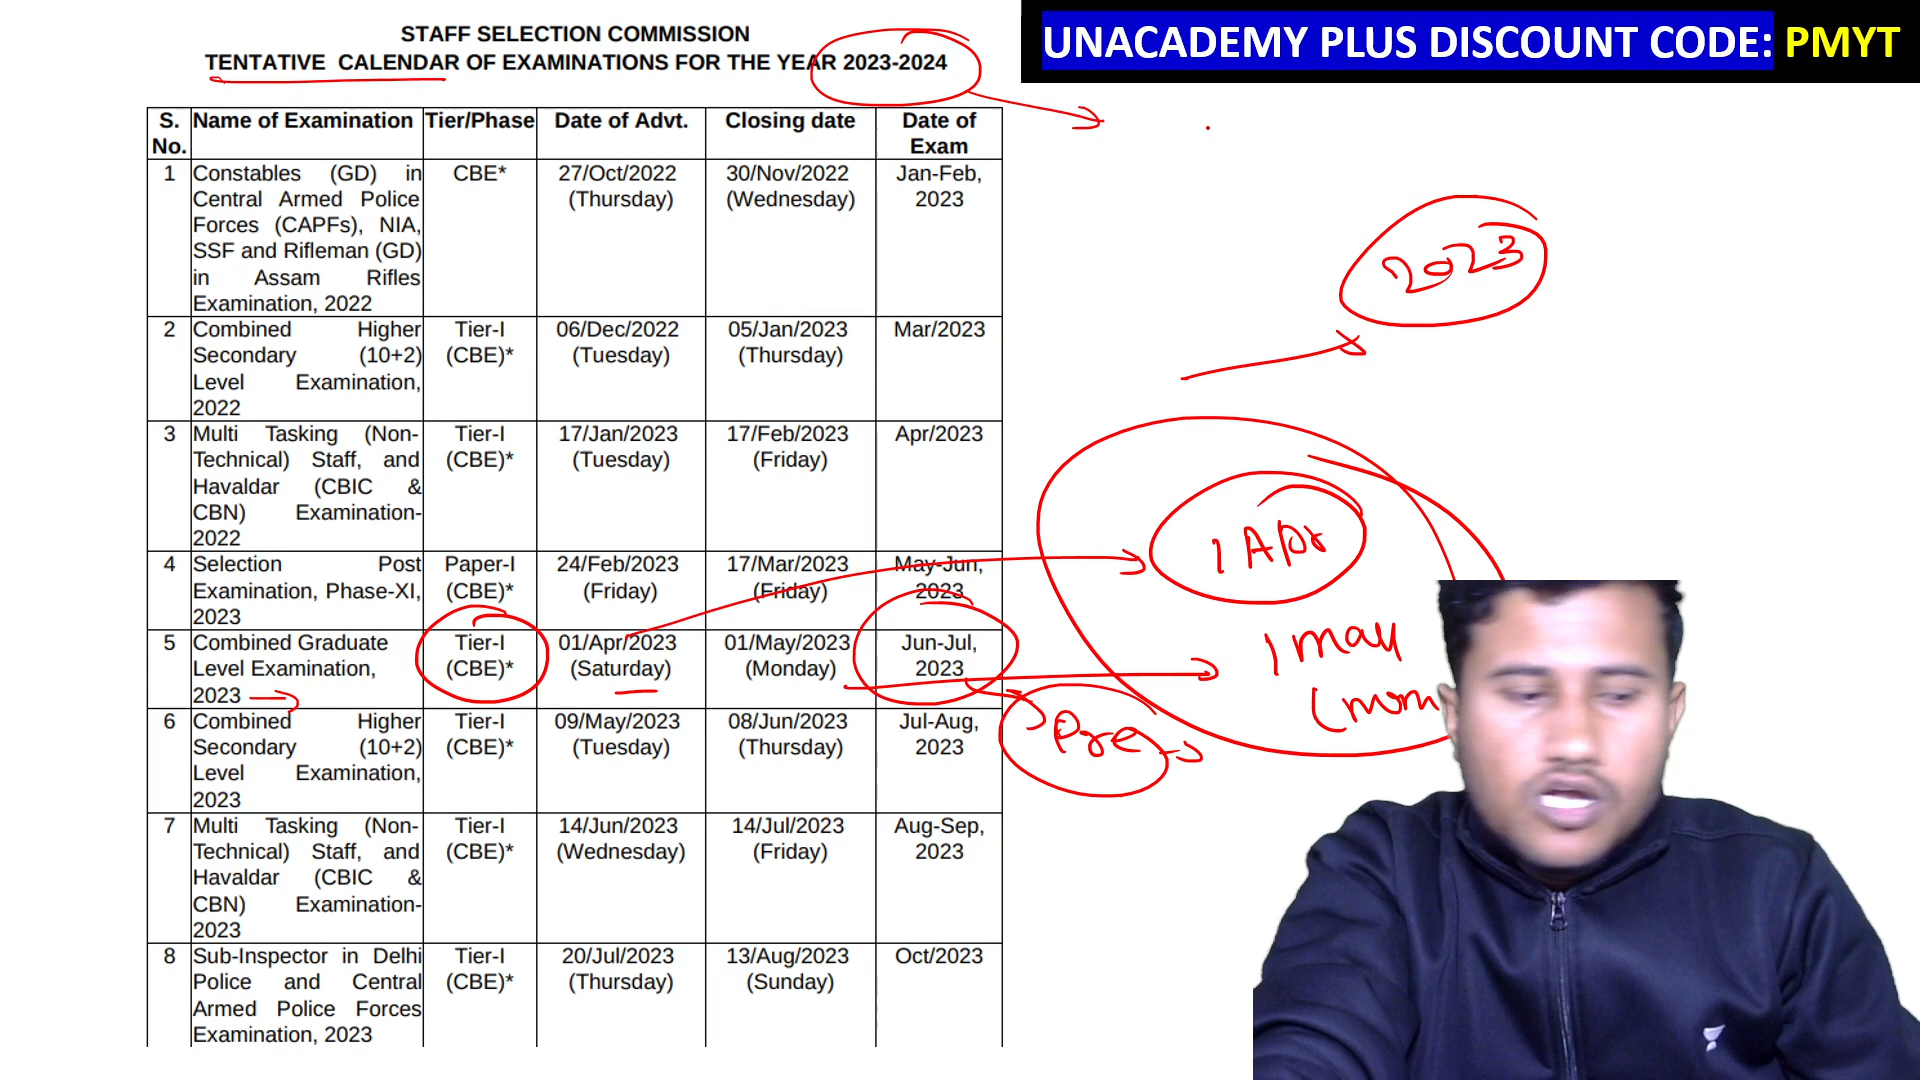 STAFF SELECTION COMMISSION
TENTATIVE CALENDAR OF EXAMINATIONS FOR THE YEAR 2023-2024
UNACADEMY PLUS DISCOUNT CODE: PMYT
S. No. Name of Examination Tier/Phase Date of Advt. Closing date Date of Exam
1 Constables (GD) in Central Armed Police Forces (CAPFs), NIA, SSF and Rifleman (GD) in Assam Rifles Examination, 2022 CBE* 27/Oct/2022 (Thursday) 30/Nov/2022 (Wednesday) Jan-Feb, 2023
2 Combined Higher Secondary (10+2) Level Examination, 2022 Tier-I (CBE)* 06/Dec/2022 (Tuesday) 05/Jan/2023 (Thursday) Mar/2023
3 Multi Tasking (Non-Technical) Staff, and Havaldar (CBIC & CBN) Examination-2022 Tier-I (CBE)* 17/Jan/2023 (Tuesday) 17/Feb/2023 (Friday) Apr/2023
4 Selection Post Examination, Phase-XI, 2023 Paper-I (CBE)* 24/Feb/2023 (Friday) 17/Mar/2023 (Friday) May-Jun, 2023
5 Combined Graduate Level Examination, 2023 Tier-I (CBE)* 01/Apr/2023 (Saturday) 01/May/2023 (Monday) Jun-Jul, 2023
6 Combined Higher Secondary (10+2) Level Examination, 2023 Tier-I (CBE)* 09/May/2023 (Tuesday) 08/Jun/2023 (Thursday) Jul-Aug, 2023
7 Multi Tasking (Non-Technical) Staff, and Havaldar (CBIC & CBN) Examination-2023 Tier-I (CBE)* 14/Jun/2023 (Wednesday) 14/Jul/2023 (Friday) Aug-Sep, 2023
8 Sub-Inspector in Delhi Police and Central Armed Police Forces Examination, 2023 Tier-I (CBE)* 20/Jul/2023 (Thursday) 13/Aug/2023 (Sunday) Oct/2023
2023
1 Apr
1 may
(mon
Pre